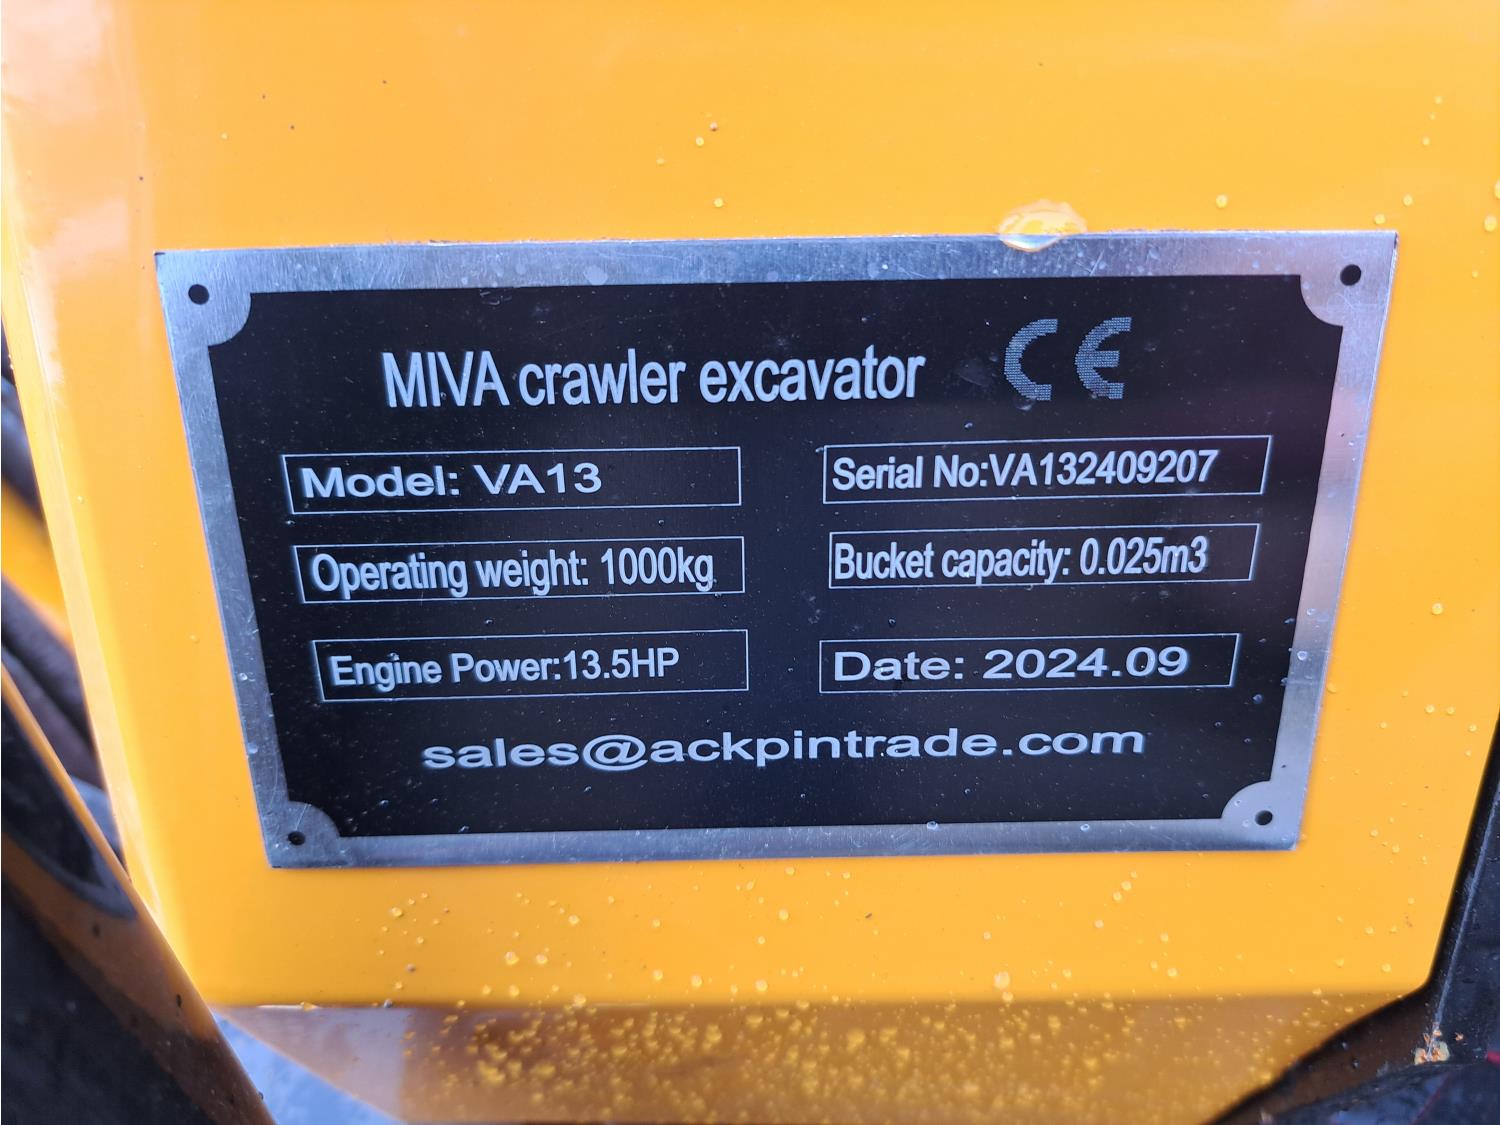 MIVA crawler excavator CE
Model: VA13
Serial No:VA132409207
Operating weight: 1000kg
Bucket capacity: 0.025m3
Engine Power:13.5HP
Date: 2024.09
sales@ackpintrade.com